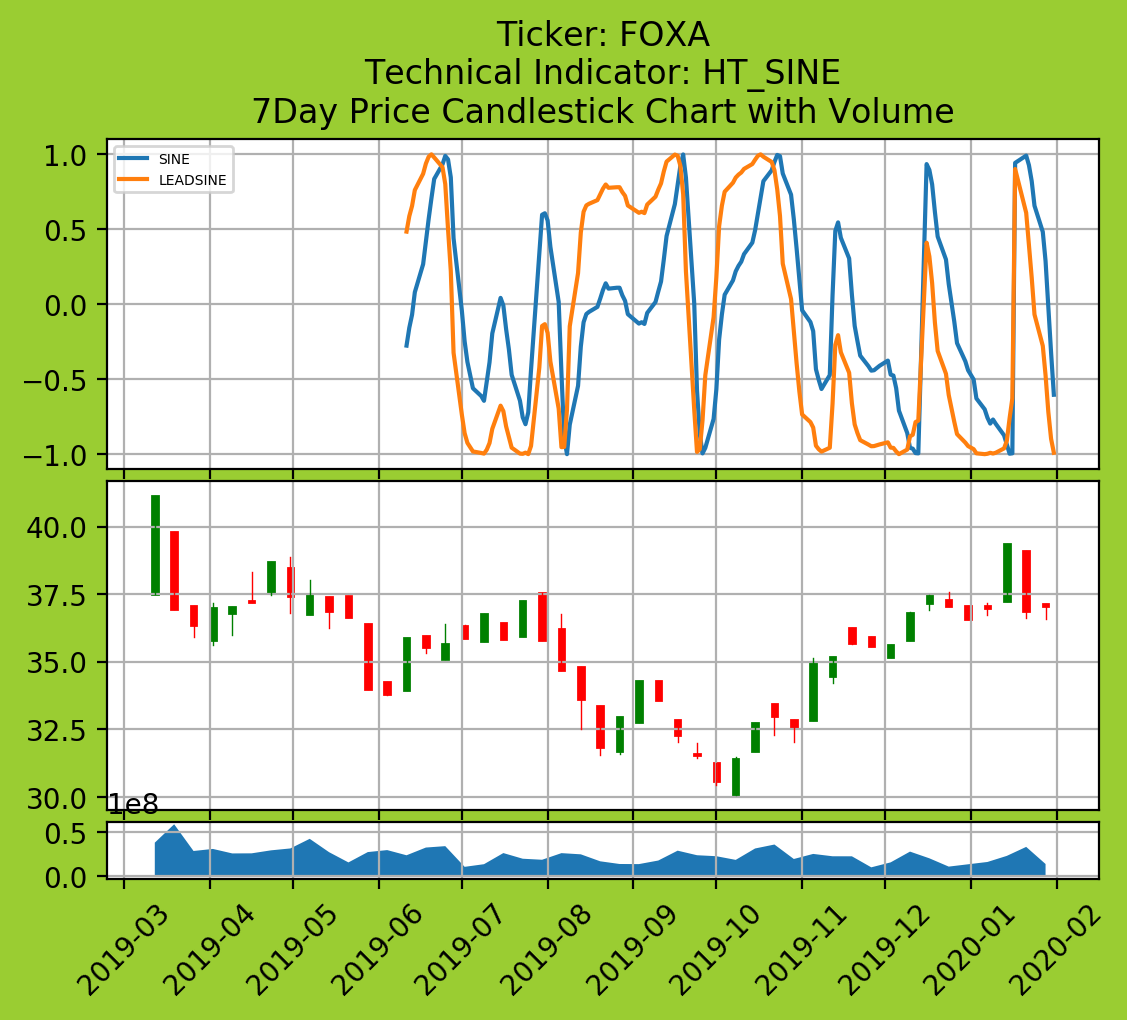 Ticker: FOXA
Technical Indicator: HT_SINE
7Day Price Candlestick Chart with Volume
SINE
LEADSINE
1.0
0.5
0.0
−0.5
−1.0
40.0
37.5
35.0
32.5
30.0
1e8
0.5
0.0
2019-03 2019-04 2019-05 2019-06 2019-07 2019-08 2019-09 2019-10 2019-11 2019-12 2020-01 2020-02